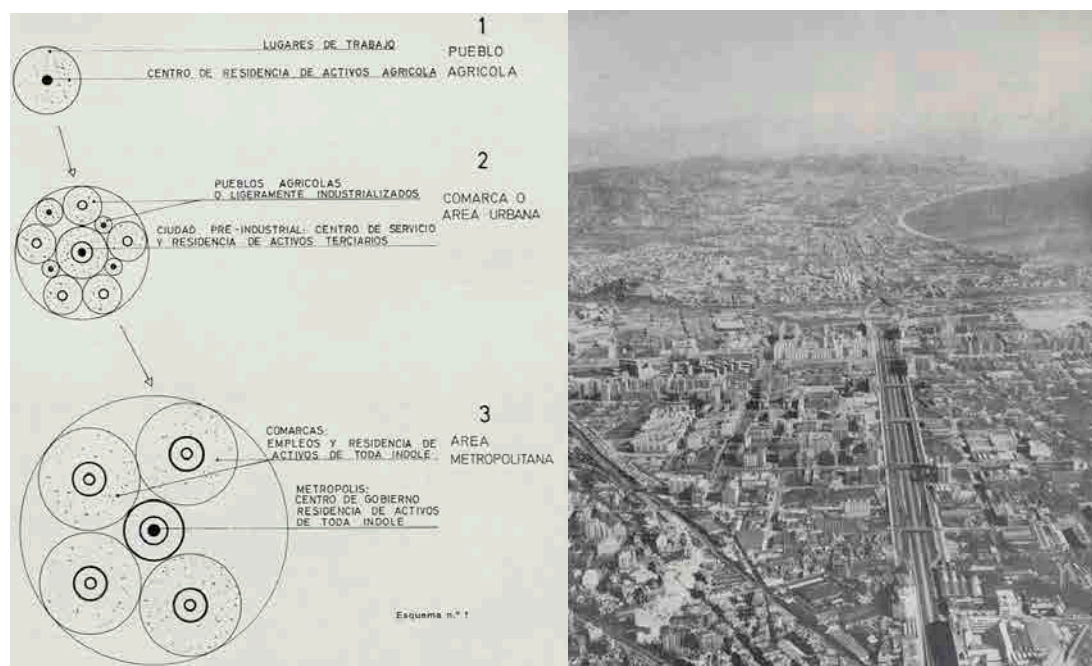 1
LUGARES DE TRABAJO
PUEBLO
CENTRO DE RESIDENCIA DE ACTIVOS AGRICOLA
AGRICOLA
2
PUEBLOS AGRICOLAS
O LIGERAMENTE INDUSTRIALIZADOS
COMARCA O
AREA URBANA
CIUDAD PRE-INDUSTRIAL: CENTRO DE SERVICIO
Y RESIDENCIA DE ACTIVOS TERCIARIOS
3
COMARCAS:
EMPLEOS Y RESIDENCIA DE
ACTIVOS DE TODA INDOLE
AREA
METROPOLITANA
METROPOLIS:
CENTRO DE GOBIERNO
RESIDENCIA DE ACTIVOS
DE TODA INDOLE
Esquema n.° 1